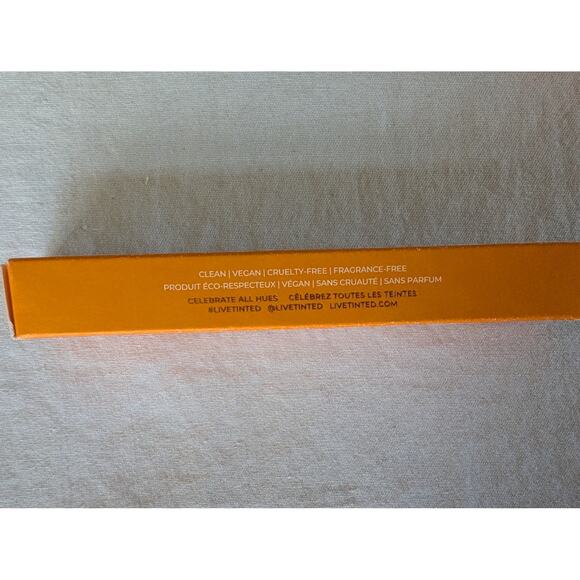 CLEAN | VEGAN | CRUELTY-FREE | FRAGRANCE-FREE
PRODUIT ÉCO-RESPECTEUX | VÉGAN | SANS CRUAUTÉ | SANS PARFUM
CELEBRATE ALL HUES CÉLÉBREZ TOUTES LES TEINTES
#LIVETINTED @LIVETINTED LIVETINTED.COM